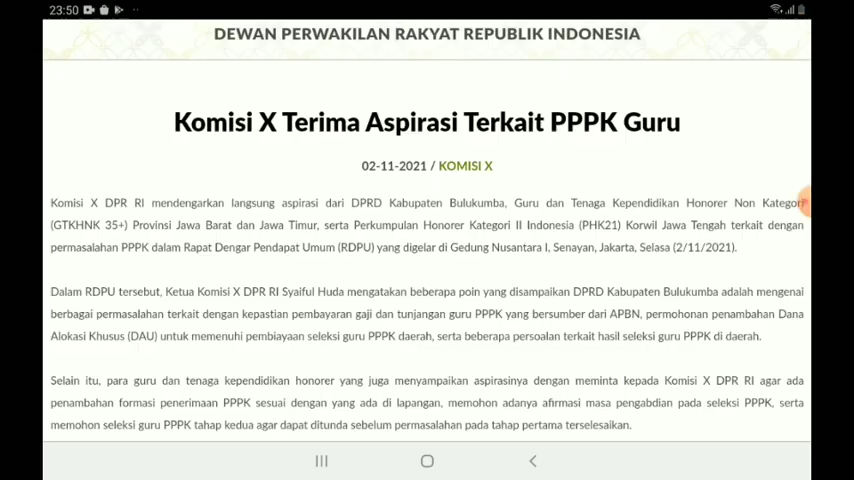 23:50
DEWAN PERWAKILAN RAKYAT REPUBLIK INDONESIA
Komisi X Terima Aspirasi Terkait PPPK Guru
02-11-2021 / KOMISI X
Komisi X DPR RI mendengarkan langsung aspirasi dari DPRD Kabupaten Bulukumba, Guru dan Tenaga Kependidikan Honorer Non Kategori
(GTKHNK 35+) Provinsi Jawa Barat dan Jawa Timur, serta Perkumpulan Honorer Kategori II Indonesia (PHK21) Korwil Jawa Tengah terkait dengan
permasalahan PPPK dalam Rapat Dengar Pendapat Umum (RDPU) yang digelar di Gedung Nusantara I, Senayan, Jakarta, Selasa (2/11/2021).
Dalam RDPU tersebut, Ketua Komisi X DPR RI Syaiful Huda mengatakan beberapa poin yang disampaikan DPRD Kabupaten Bulukumba adalah mengenai
berbagai permasalahan terkait dengan kepastian pembayaran gaji dan tunjangan guru PPPK yang bersumber dari APBN, permohonan penambahan Dana
Alokasi Khusus (DAU) untuk memenuhi pembiayaan seleksi guru PPPK daerah, serta beberapa persoalan terkait hasil seleksi guru PPPK di daerah.
Selain itu, para guru dan tenaga kependidikan honorer yang juga menyampaikan aspirasinya dengan meminta kepada Komisi X DPR RI agar ada
penambahan formasi penerimaan PPPK sesuai dengan yang ada di lapangan, memohon adanya afirmasi masa pengabdian pada seleksi PPPK, serta
memohon seleksi guru PPPK tahap kedua agar dapat ditunda sebelum permasalahan pada tahap pertama terselesaikan.